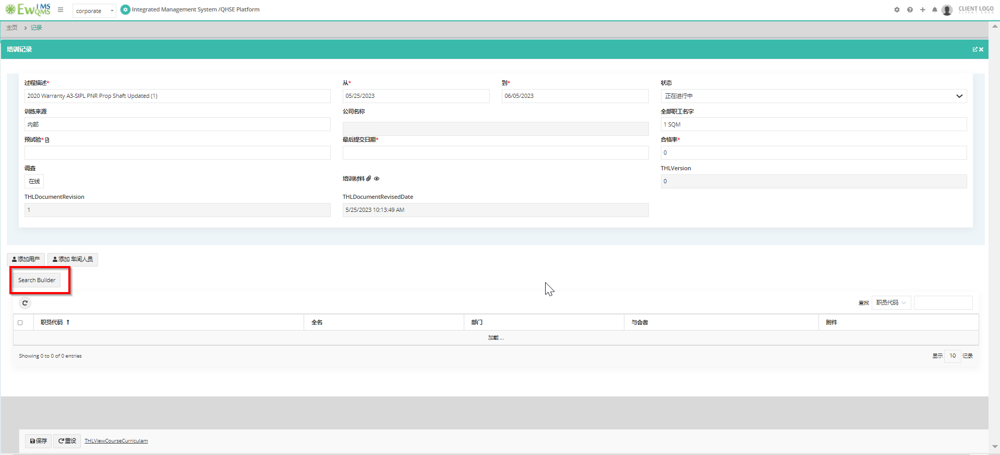 EwQMS IMS
corporate
Integrated Management System /QHSE Platform
CLIENT LOGO
主页 > 记录
培训记录
过程描述*
从*
到*
状态
2020 Warranty A3-SIPL PNR Prop Shaft Updated (1)
05/25/2023
06/05/2023
正在进行中
训练来源
公司名称
全部职工名字
内部
1 SQM
预试验*
最后提交日期*
合格率*
0
调查
THLVersion
在线
培训材料
0
THLDocumentRevision
THLDocumentRevisedDate
1
5/25/2023 10:13:49 AM
添加用户
添加 车间人员
Search Builder
查找
职员代码
职员代码
全名
部门
与会者
附件
加载 ...
Showing 0 to 0 of 0 entries
显示 10 记录
保存
重设
THLViewCourseCurriculam